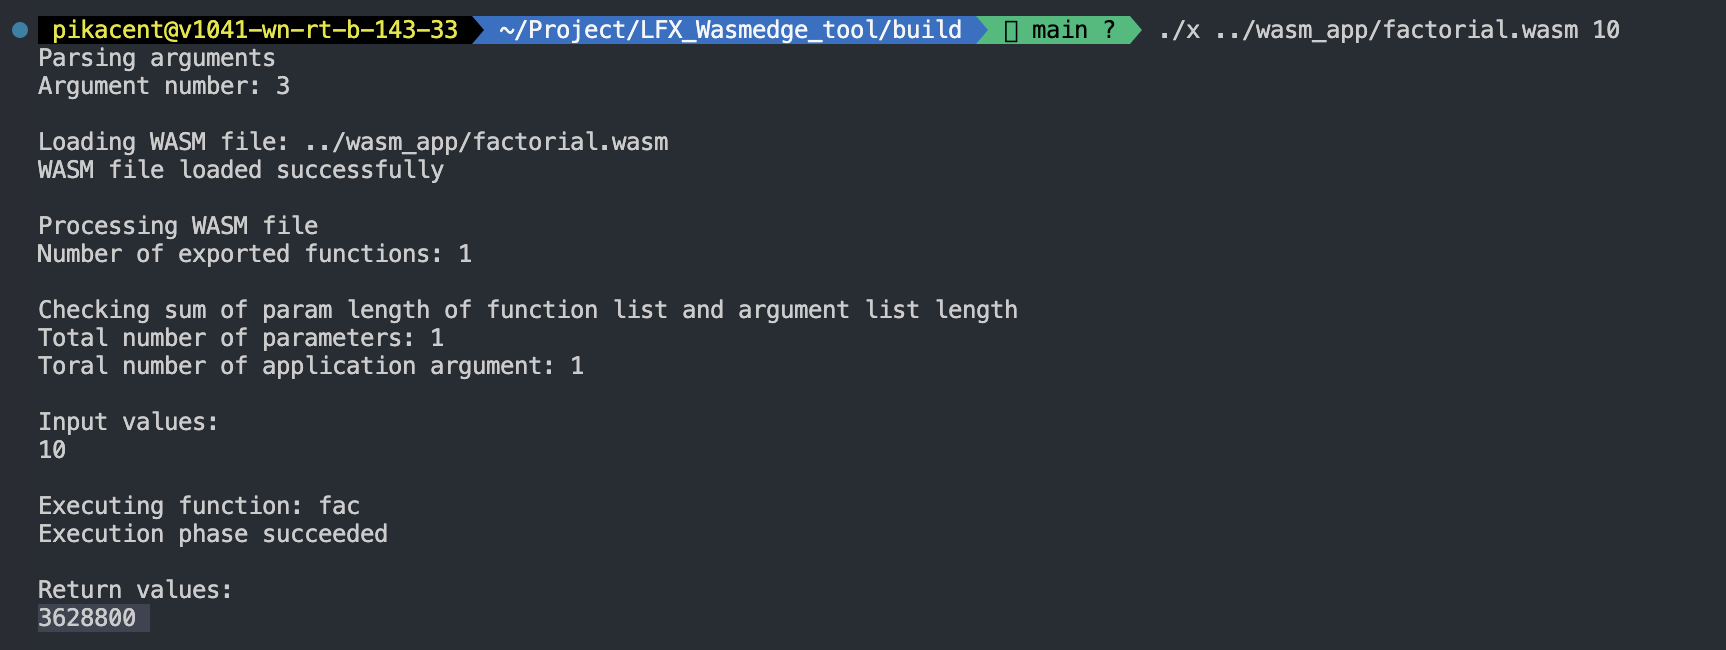 pikacent@v1041-wn-rt-b-143-33 ~/Project/LFX_Wasmedge_tool/build main ? ./x ../wasm_app/factorial.wasm 10
Parsing arguments
Argument number: 3
Loading WASM file: ../wasm_app/factorial.wasm
WASM file loaded successfully
Processing WASM file
Number of exported functions: 1
Checking sum of param length of function list and argument list length
Total number of parameters: 1
Toral number of application argument: 1
Input values:
10
Executing function: fac
Execution phase succeeded
Return values:
3628800